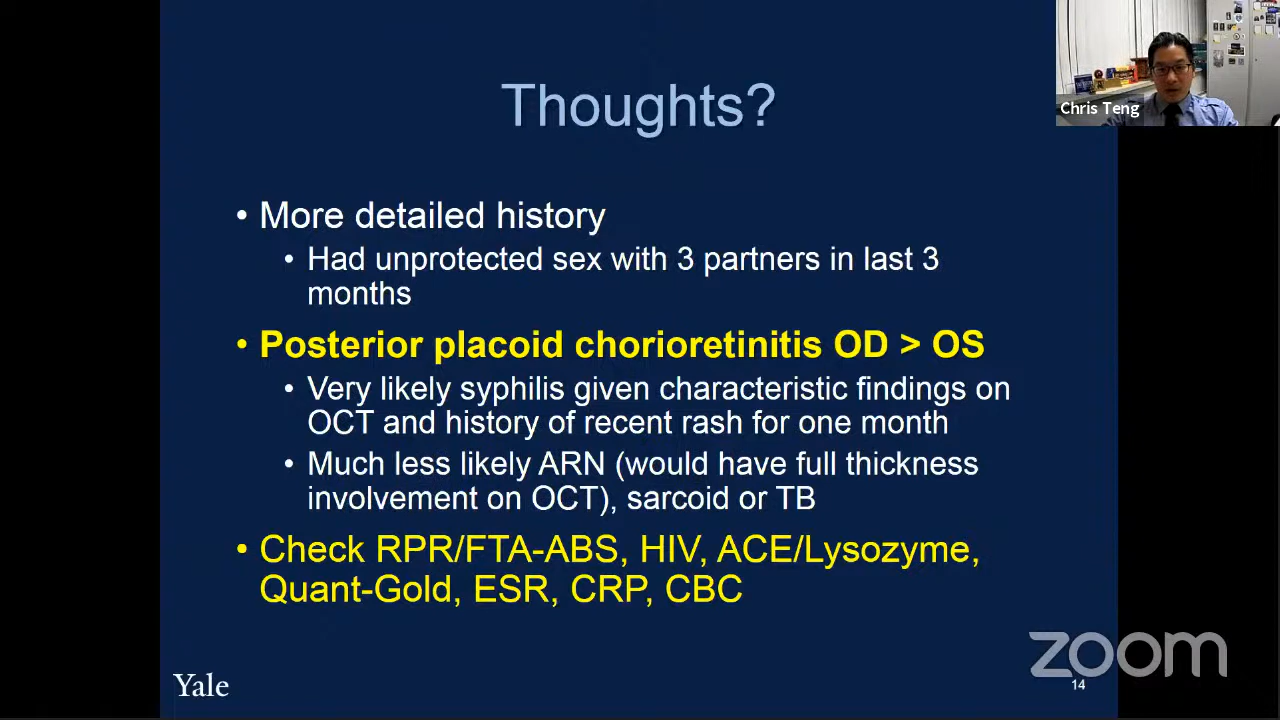 Thoughts?
Chris Teng
• More detailed history
• Had unprotected sex with 3 partners in last 3
months
• Posterior placoid chorioretinitis OD > OS
• Very likely syphilis given characteristic findings on
OCT and history of recent rash for one month
• Much less likely ARN (would have full thickness
involvement on OCT), sarcoid or TB
• Check RPR/FTA-ABS, HIV, ACE/Lysozyme,
Quant-Gold, ESR, CRP, CBC
zoom
Yale
14